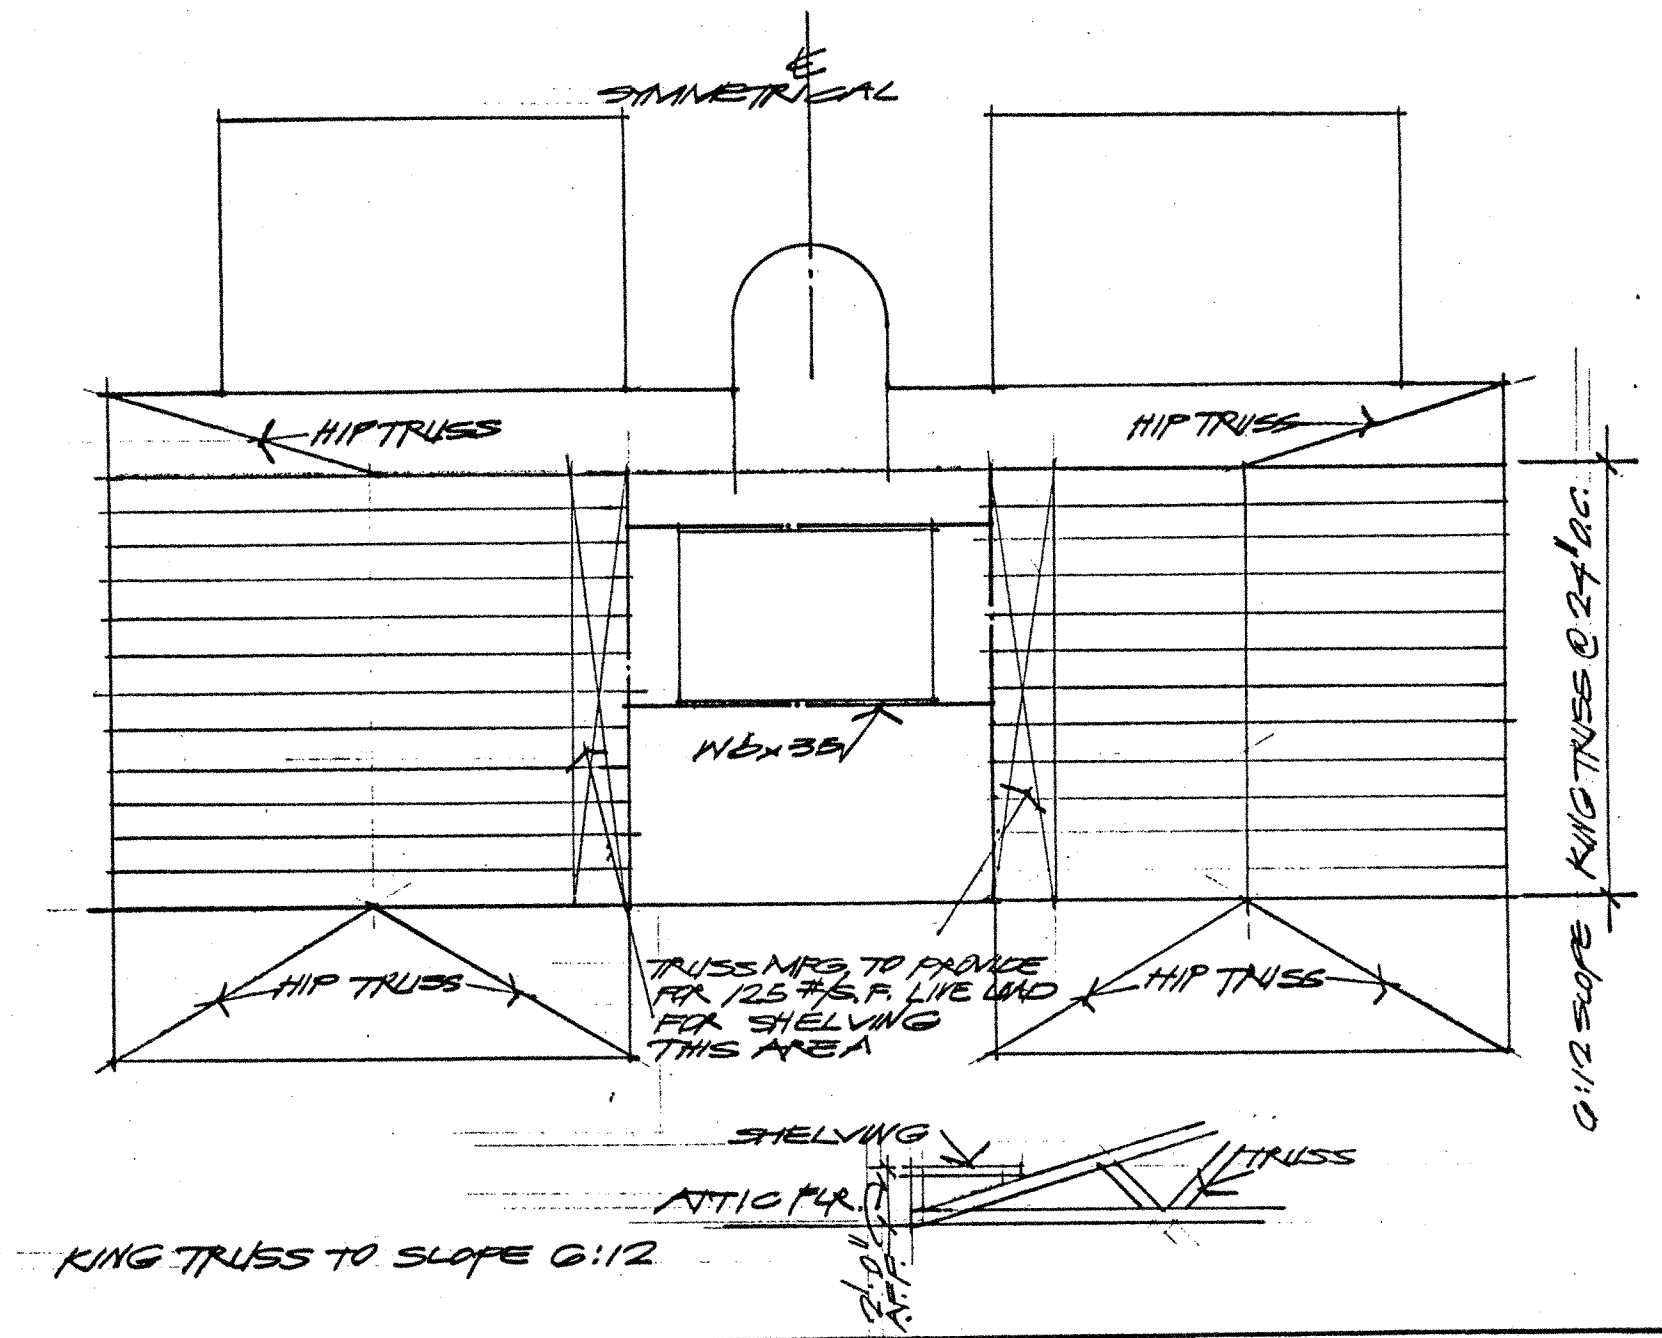 ℄
SYMMETRICAL
HIP TRUSS
HIP TRUSS
W6x35
HIP TRUSS
HIP TRUSS
TRUSS MFG. TO PROVIDE
FOR 125 #/S.F. LIVE LOAD
FOR SHELVING
THIS AREA
6:12 SLOPE KING TRUSS @ 24" O.C.
SHELVING
TRUSS
ATTIC FLR.
2'.0"
A.F.F.
KING TRUSS TO SLOPE 6:12